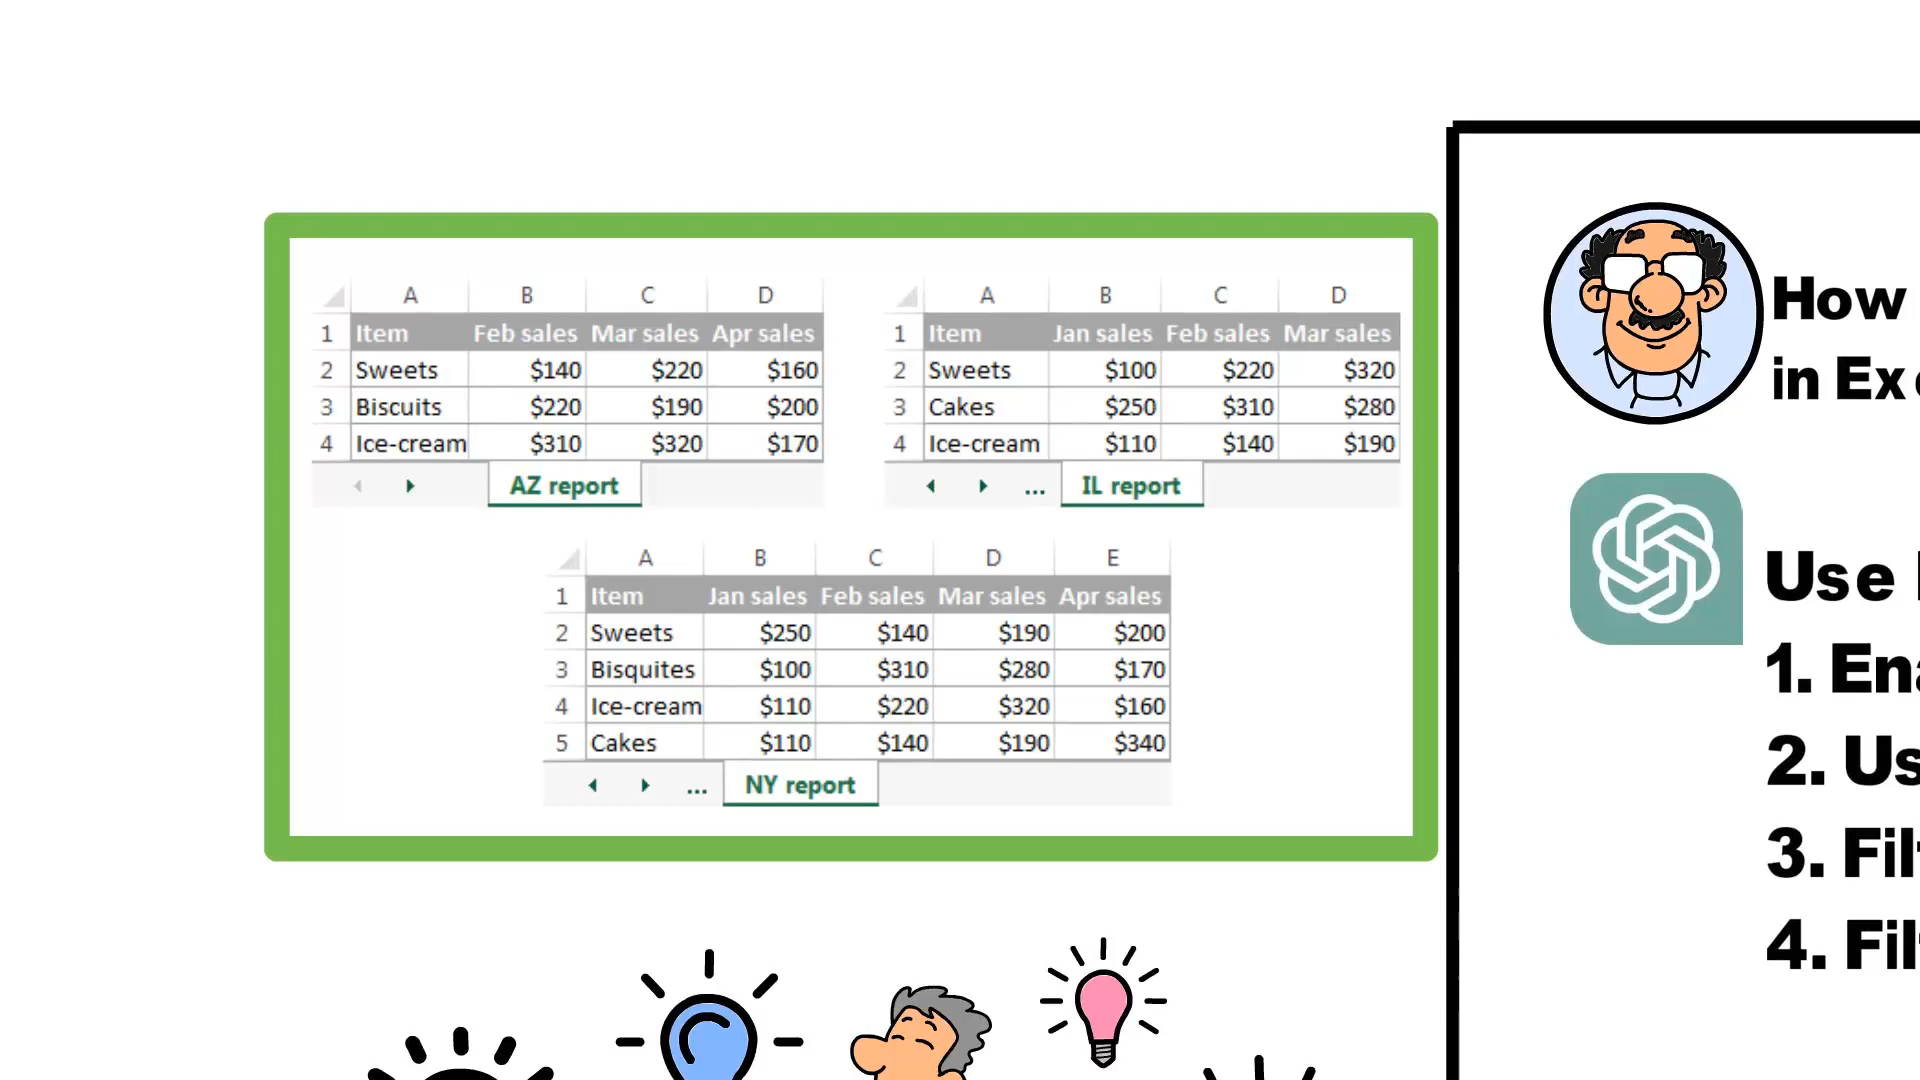 A B C D
1 Item Feb sales Mar sales Apr sales
2 Sweets $140 $220 $160
3 Biscuits $220 $190 $200
4 Ice-cream $310 $320 $170
AZ report
A B C D
1 Item Jan sales Feb sales Mar sales
2 Sweets $100 $220 $320
3 Cakes $250 $310 $280
4 Ice-cream $110 $140 $190
... IL report
A B C D E
1 Item Jan sales Feb sales Mar sales Apr sales
2 Sweets $250 $140 $190 $200
3 Bisquites $100 $310 $280 $170
4 Ice-cream $110 $220 $320 $160
5 Cakes $110 $140 $190 $340
... NY report
How
in
Use
1.
2.
3.
4.